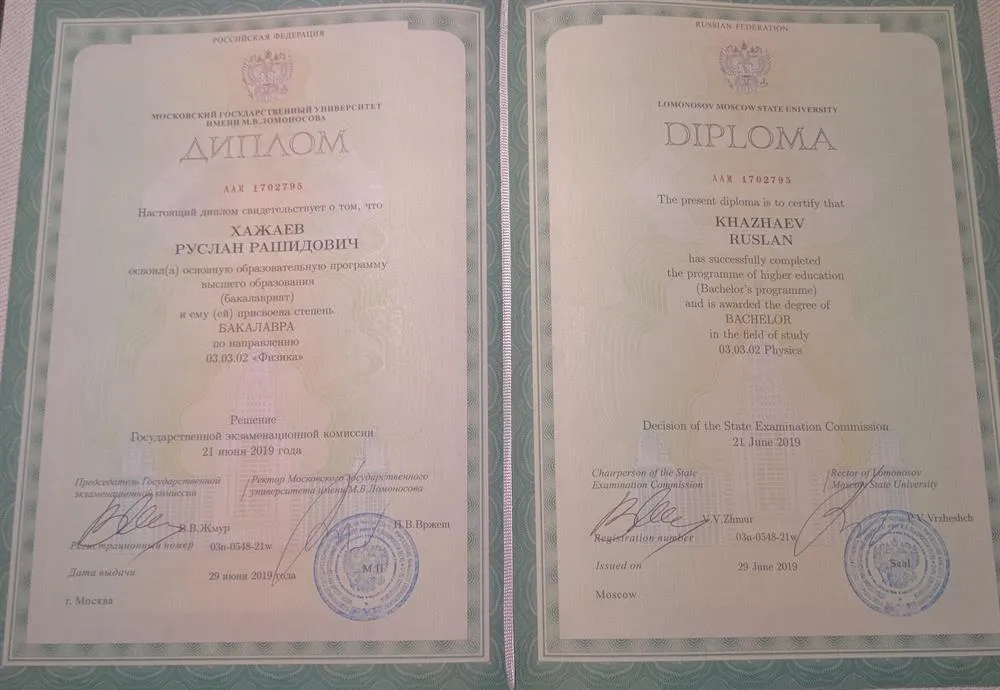 РОССИЙСКАЯ ФЕДЕРАЦИЯ
МОСКОВСКИЙ ГОСУДАРСТВЕННЫЙ УНИВЕРСИТЕТ
ИМЕНИ М.В.ЛОМОНОСОВА
ДИПЛОМ
ААМ 1702795
Настоящий диплом свидетельствует о том, что
ХАЖАЕВ
РУСЛАН РАШИДОВИЧ
освоил(а) основную образовательную программу
высшего образования
(бакалавриат)
и ему (ей) присвоена степень
БАКАЛАВРА
по направлению
03.03.02 «Физика»
Решение
Государственной экзаменационной комиссии
21 июня 2019 года
Председатель Государственной
экзаменационной комиссии
Ректор Московского государственного
университета имени М.В.Ломоносова
В.В.Жмур
П.В.Вржещ
Регистрационный номер 03п-0548-21w
Дата выдачи 29 июня 2019 года
М.П.
г. Москва
RUSSIAN FEDERATION
LOMONOSOV MOSCOW STATE UNIVERSITY
DIPLOMA
ААМ 1702795
The present diploma is to certify that
KHAZHAEV
RUSLAN
has successfully completed
the programme of higher education
(Bachelor's programme)
and is awarded the degree of
BACHELOR
in the field of study
03.03.02 Physics
Decision of the State Examination Commission
21 June 2019
Chairperson of the State
Examination Commission
Rector of Lomonosov
Moscow State University
V.V.Zhmur
P.V.Vrzheshch
Registration number 03п-0548-21w
Issued on 29 June 2019
Seal
Moscow